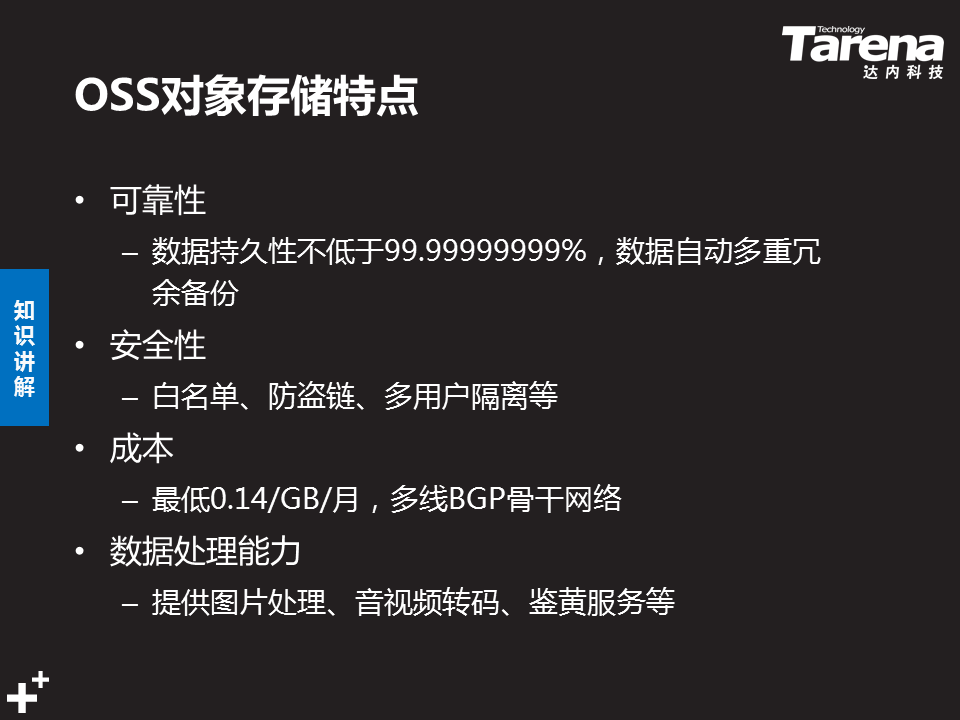 Technology
Tarena
达内科技
OSS对象存储特点
• 可靠性
– 数据持久性不低于99.99999999%，数据自动多重冗
余备份
• 安全性
– 白名单、防盗链、多用户隔离等
• 成本
– 最低0.14/GB/月，多线BGP骨干网络
• 数据处理能力
– 提供图片处理、音视频转码、鉴黄服务等
知
识
讲
解